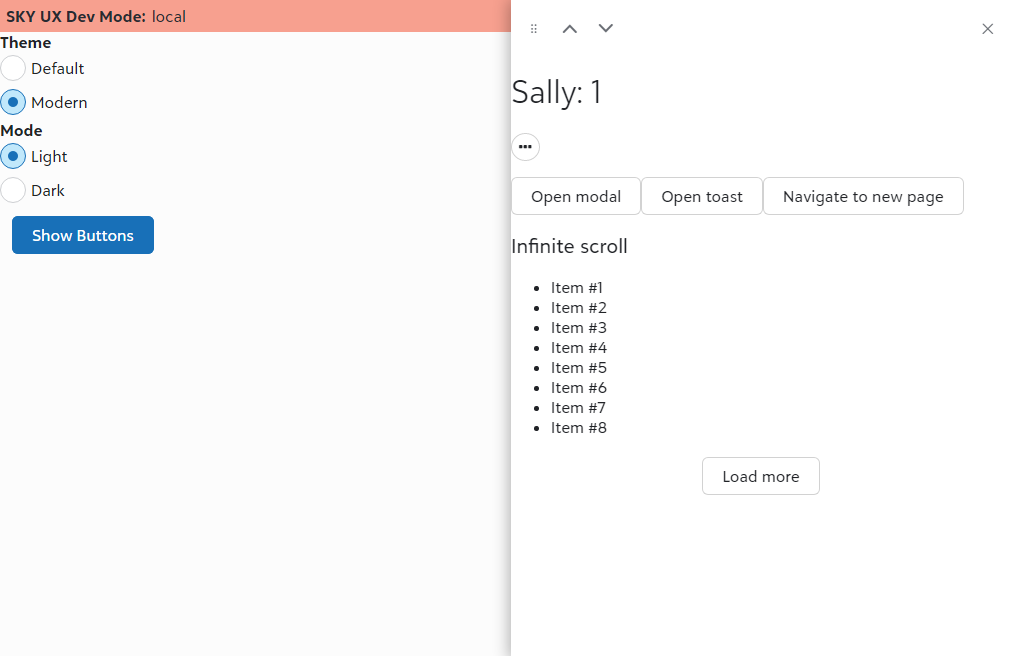 SKY UX Dev Mode: local
Theme
Default
Modern
Mode
Light
Dark
Show Buttons
Sally: 1
Open modal
Open toast
Navigate to new page
Infinite scroll
Item #1
Item #2
Item #3
Item #4
Item #5
Item #6
Item #7
Item #8
Load more